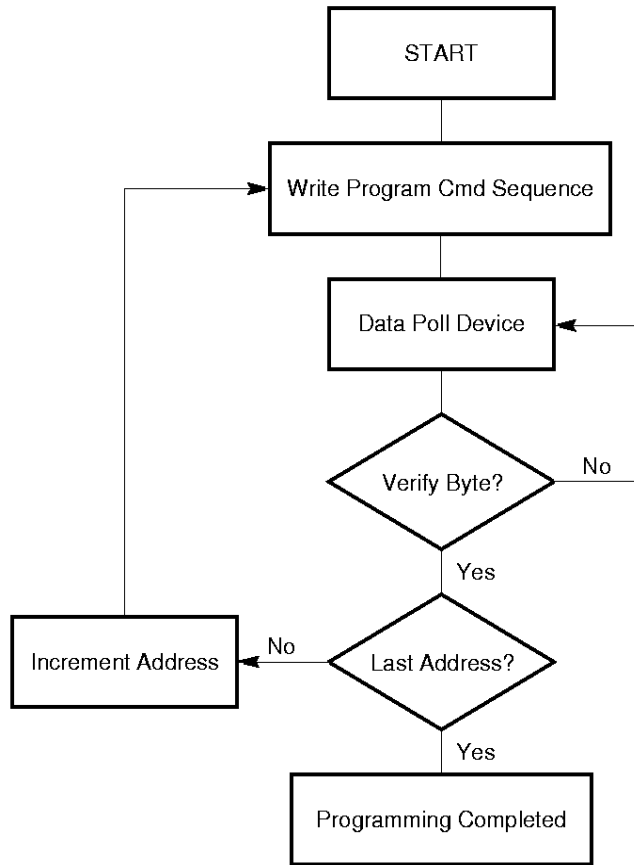 START
Write Program Cmd Sequence
Data Poll Device
Verify Byte?
No
Yes
Increment Address
No
Last Address?
Yes
Programming Completed